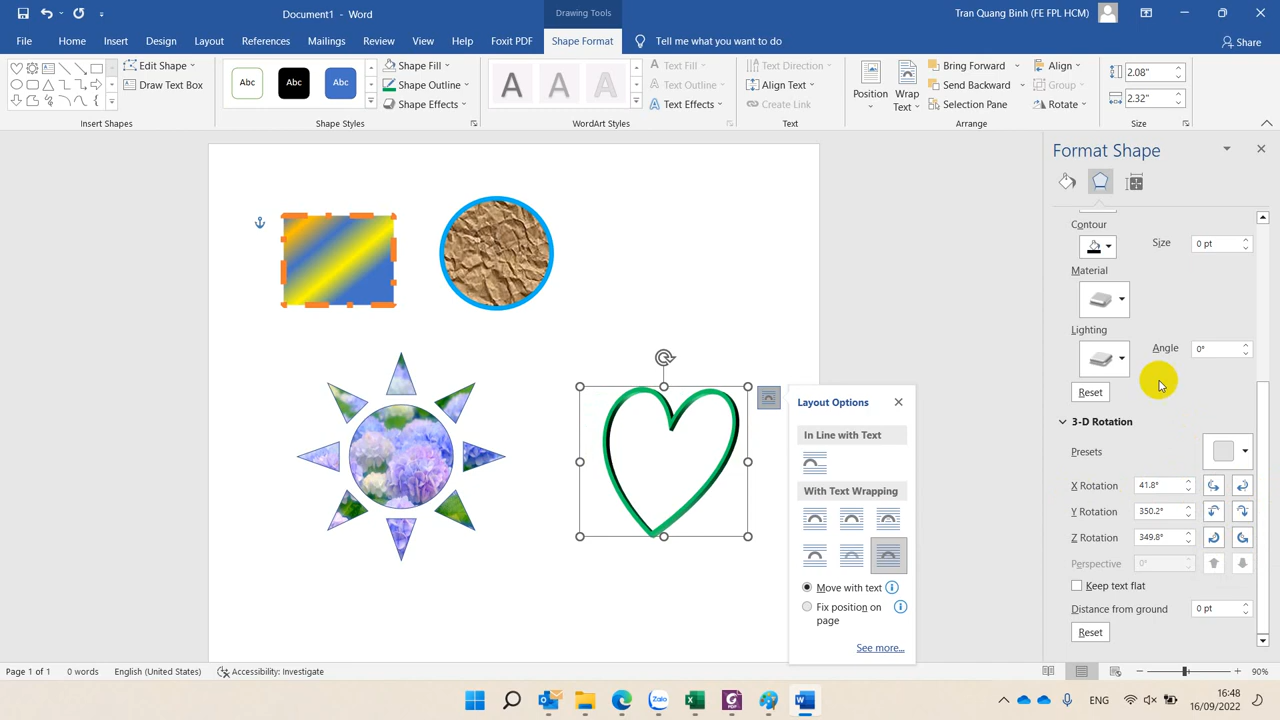 Document1 - Word
Drawing Tools
Tran Quang Binh (FE FPL HCM)
File Home Insert Design Layout References Mailings Review View Help Foxit PDF Shape Format Tell me what you want to do Share
Edit Shape
Draw Text Box
Insert Shapes
Abc Abc Abc
Shape Fill
Shape Outline
Shape Effects
Shape Styles
A A A
Text Fill
Text Outline
Text Effects
WordArt Styles
Text Direction
Align Text
Create Link
Text
Position
Wrap
Text
Bring Forward
Send Backward
Selection Pane
Align
Group
Rotate
Arrange
2.08"
2.32"
Size
Format Shape
Contour
Size 0 pt
Material
Lighting
Angle 0°
Reset
3-D Rotation
Presets
X Rotation 41.8°
Y Rotation 350.2°
Z Rotation 349.8°
Perspective 0°
Keep text flat
Distance from ground 0 pt
Reset
Layout Options
In Line with Text
With Text Wrapping
Move with text
Fix position on
page
See more...
Page 1 of 1 0 words English (United States) Accessibility: Investigate 90%
Zalo
ENG
16:48
16/09/2022